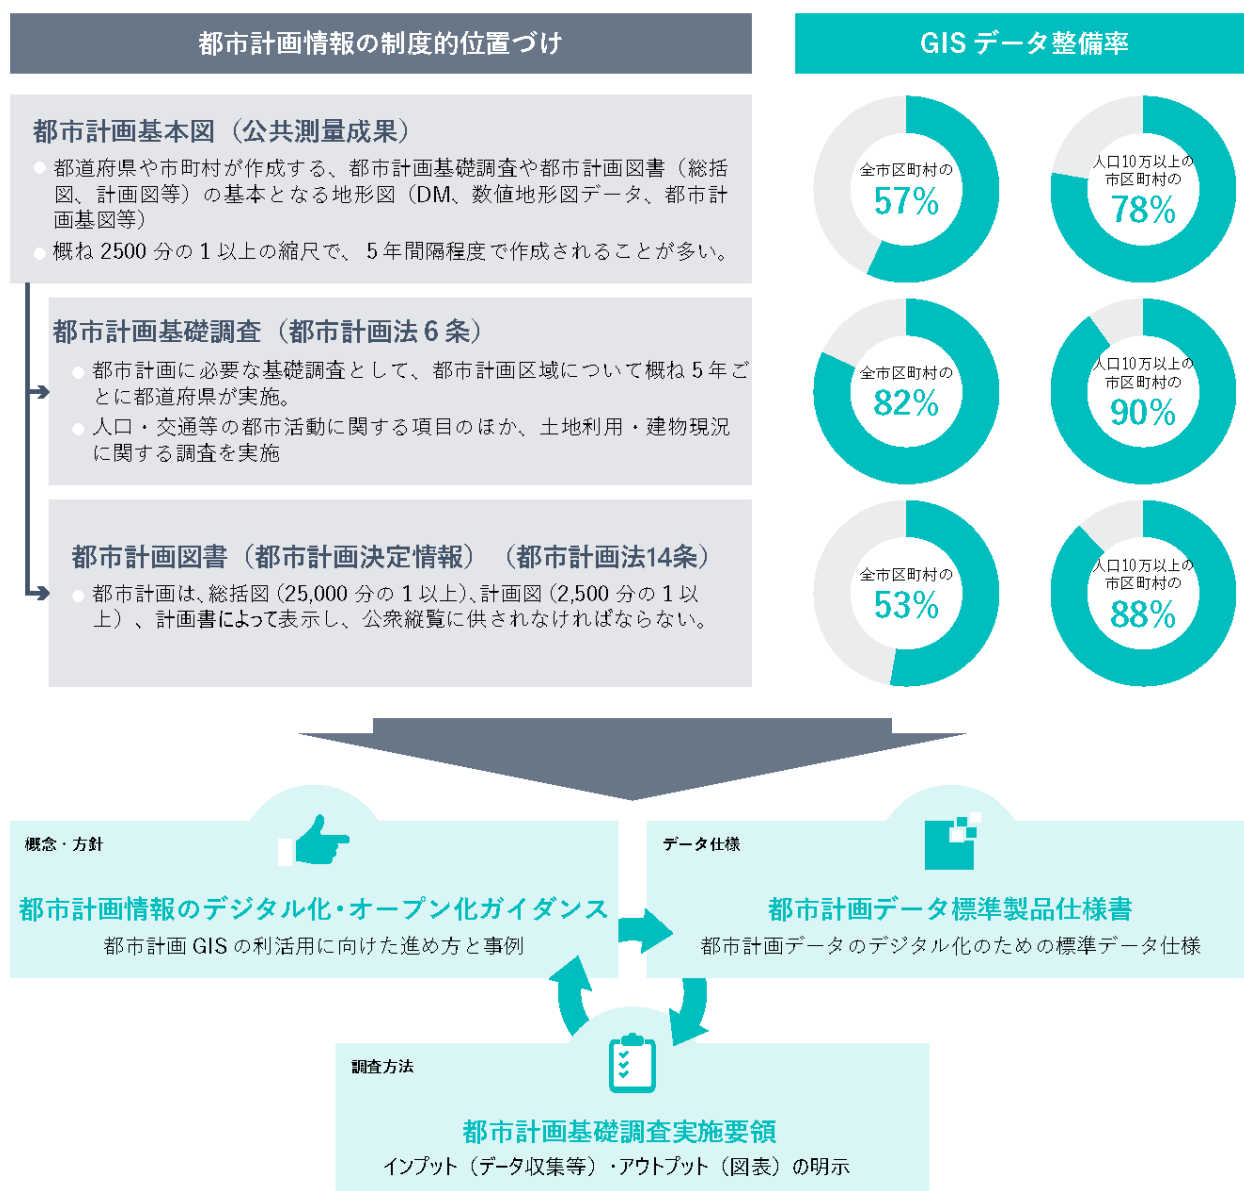 都市計画情報の制度的位置づけ
GIS データ整備率
都市計画基本図（公共測量成果）
都道府県や市町村が作成する、都市計画基礎調査や都市計画図書（総括
図、計画図等）の基本となる地形図（DM、数値地形図データ、都市計
画基図等）
概ね 2500 分の 1 以上の縮尺で、 5 年間隔程度で作成されることが多い。
全市区町村の
57%
人口10万以上の
市区町村の
78%
都市計画基礎調査（都市計画法 6 条）
都市計画に必要な基礎調査として、都市計画区域について概ね 5 年ご
とに都道府県が実施。
人口・交通等の都市活動に関する項目のほか、土地利用・建物現況
に関する調査を実施
全市区町村の
82%
人口10万以上の
市区町村の
90%
都市計画図書（都市計画決定情報）（都市計画法14条）
都市計画は、総括図（25,000 分の 1 以上）、計画図（2,500 分の 1 以
上）、計画書によって表示し、公衆縦覧に供されなければならない。
全市区町村の
53%
人口10万以上の
市区町村の
88%
概念・方針
都市計画情報のデジタル化・オープン化ガイダンス
都市計画 GIS の利活用に向けた進め方と事例
データ仕様
都市計画データ標準製品仕様書
都市計画データのデジタル化のための標準データ仕様
調査方法
都市計画基礎調査実施要領
インプット（データ収集等）・アウトプット（図表）の明示